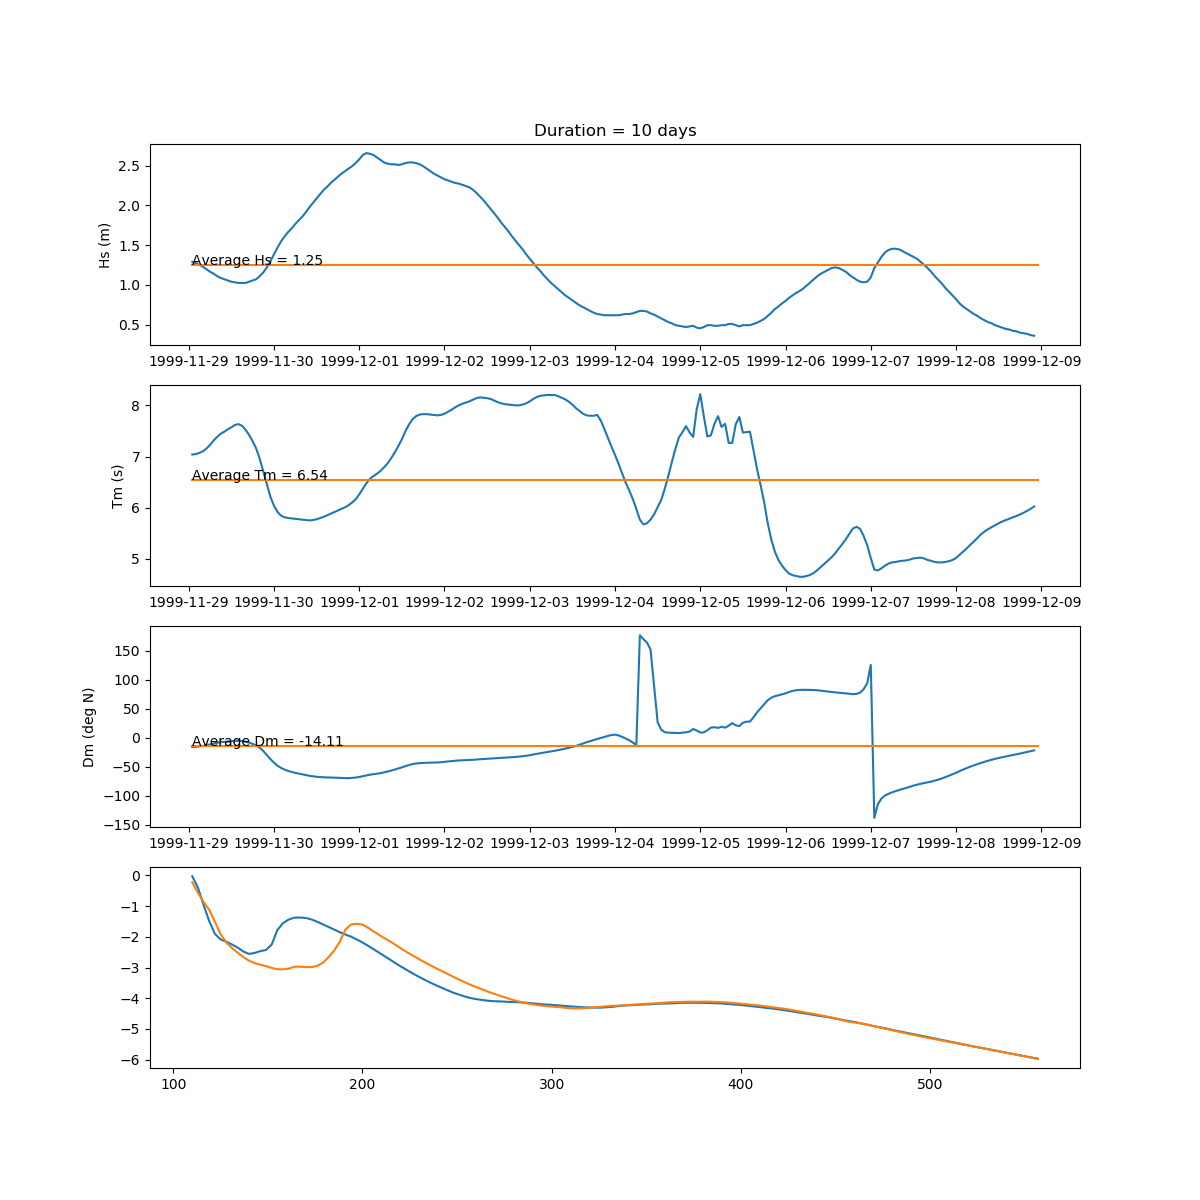 Duration = 10 days
Hs (m)
2.5
2.0
1.5
1.0
0.5
Average Hs = 1.25
1999-11-29 1999-11-30 1999-12-01 1999-12-02 1999-12-03 1999-12-04 1999-12-05 1999-12-06 1999-12-07 1999-12-08 1999-12-09
Tm (s)
8
7
6
5
Average Tm = 6.54
1999-11-29 1999-11-30 1999-12-01 1999-12-02 1999-12-03 1999-12-04 1999-12-05 1999-12-06 1999-12-07 1999-12-08 1999-12-09
Dm (deg N)
150
100
50
0
−50
−100
−150
Average Dm = -14.11
1999-11-29 1999-11-30 1999-12-01 1999-12-02 1999-12-03 1999-12-04 1999-12-05 1999-12-06 1999-12-07 1999-12-08 1999-12-09
0
−1
−2
−3
−4
−5
−6
100 200 300 400 500